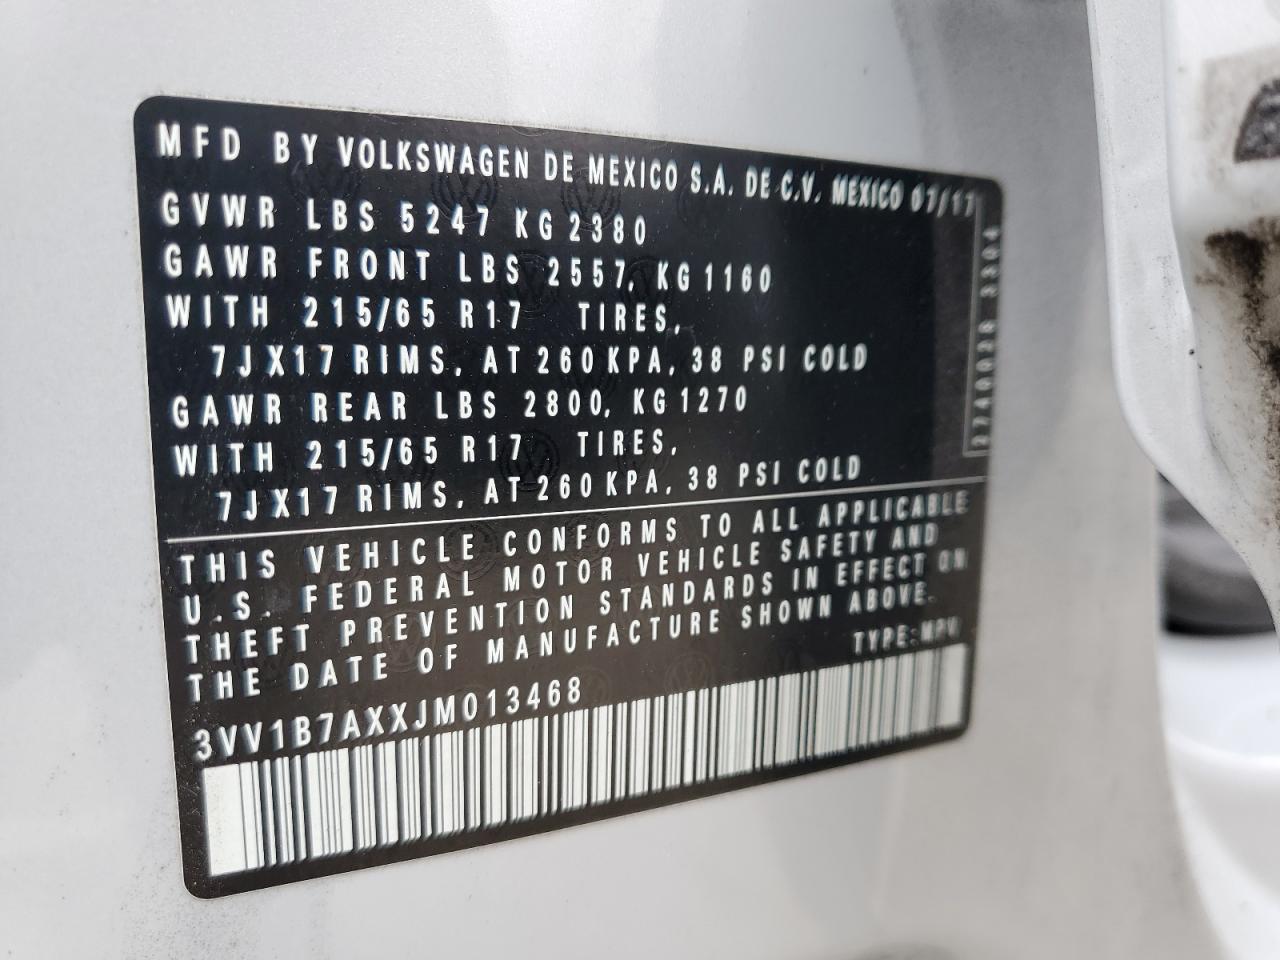 MFD BY VOLKSWAGEN DE MEXICO S.A. DE C.V. MEXICO 07/17
GVWR LBS 5247 KG 2380
GAWR FRONT LBS 2557, KG 1160
WITH 215/65 R17 TIRES,
7JX17 RIMS, AT 260 KPA, 38 PSI COLD
GAWR REAR LBS 2800, KG 1270
WITH 215/65 R17 TIRES,
7JX17 RIMS, AT 260 KPA, 38 PSI COLD
THIS VEHICLE CONFORMS TO ALL APPLICABLE
U.S. FEDERAL MOTOR VEHICLE SAFETY AND
THEFT PREVENTION STANDARDS IN EFFECT ON
THE DATE OF MANUFACTURE SHOWN ABOVE.
TYPE: MPV
3VV1B7AXXJM013468